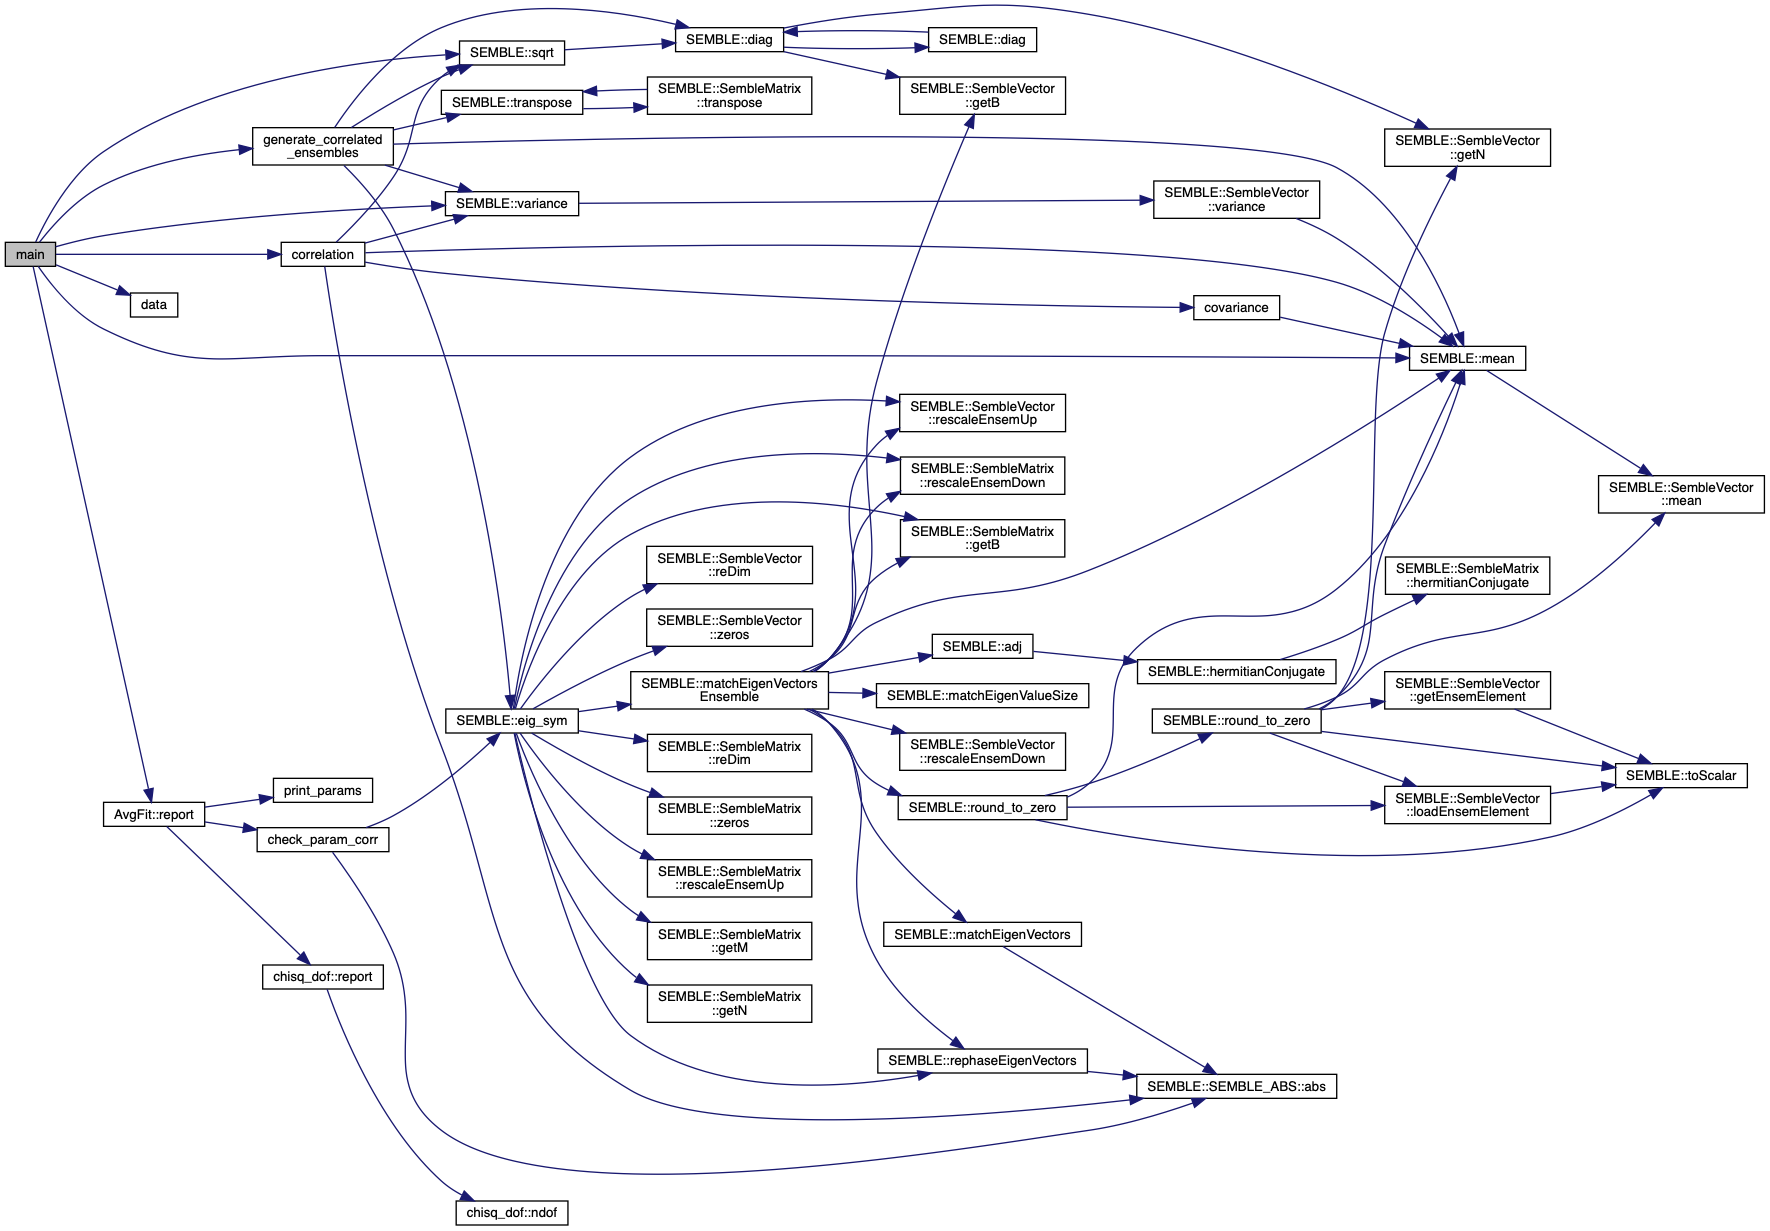 main
generate_correlated
_ensembles
correlation
data
AvgFit::report
print_params
check_param_corr
chisq_dof::report
chisq_dof::ndof
SEMBLE::sqrt
SEMBLE::transpose
SEMBLE::variance
SEMBLE::eig_sym
SEMBLE::diag
SEMBLE::SembleMatrix
::transpose
SEMBLE::SembleVector
::reDim
SEMBLE::SembleVector
::zeros
SEMBLE::matchEigenVectors
Ensemble
SEMBLE::SembleMatrix
::reDim
SEMBLE::SembleMatrix
::zeros
SEMBLE::SembleMatrix
::rescaleEnsemUp
SEMBLE::SembleMatrix
::getM
SEMBLE::SembleMatrix
::getN
SEMBLE::diag
SEMBLE::SembleVector
::getB
SEMBLE::SembleVector
::rescaleEnsemUp
SEMBLE::SembleMatrix
::rescaleEnsemDown
SEMBLE::SembleMatrix
::getB
SEMBLE::adj
SEMBLE::matchEigenValueSize
SEMBLE::SembleVector
::rescaleEnsemDown
SEMBLE::round_to_zero
SEMBLE::matchEigenVectors
SEMBLE::rephaseEigenVectors
SEMBLE::SembleVector
::variance
covariance
SEMBLE::hermitianConjugate
SEMBLE::round_to_zero
SEMBLE::SEMBLE_ABS::abs
SEMBLE::SembleVector
::getN
SEMBLE::mean
SEMBLE::SembleMatrix
::hermitianConjugate
SEMBLE::SembleVector
::getEnsemElement
SEMBLE::SembleVector
::loadEnsemElement
SEMBLE::SembleVector
::mean
SEMBLE::toScalar